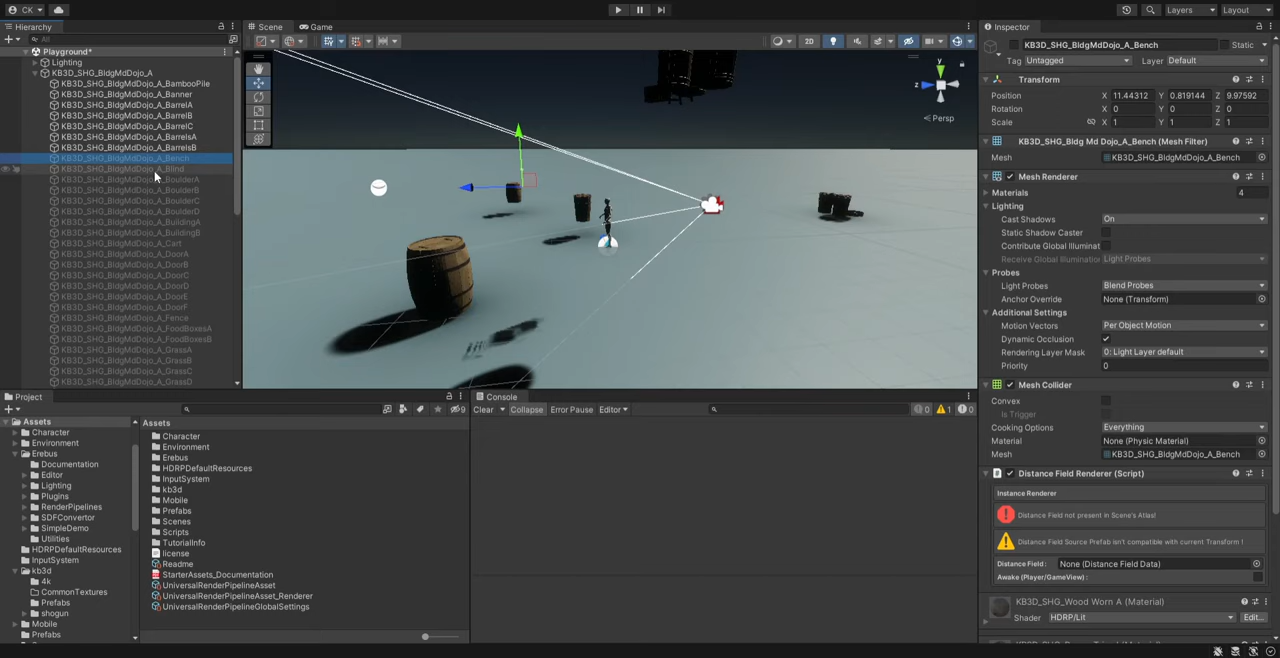 CK
Layers
Layout
Hierarchy
All
Playground*
Lighting
KB3D_SHG_BldgMdDojo_A
KB3D_SHG_BldgMdDojo_A_BambooPile
KB3D_SHG_BldgMdDojo_A_Banner
KB3D_SHG_BldgMdDojo_A_BarrelA
KB3D_SHG_BldgMdDojo_A_BarrelB
KB3D_SHG_BldgMdDojo_A_BarrelC
KB3D_SHG_BldgMdDojo_A_BarrelsA
KB3D_SHG_BldgMdDojo_A_BarrelsB
KB3D_SHG_BldgMdDojo_A_Bench
KB3D_SHG_BldgMdDojo_A_Blind
KB3D_SHG_BldgMdDojo_A_BoulderA
KB3D_SHG_BldgMdDojo_A_BoulderB
KB3D_SHG_BldgMdDojo_A_BoulderC
KB3D_SHG_BldgMdDojo_A_BoulderD
KB3D_SHG_BldgMdDojo_A_BuildingA
KB3D_SHG_BldgMdDojo_A_BuildingB
KB3D_SHG_BldgMdDojo_A_Cart
KB3D_SHG_BldgMdDojo_A_DoorA
KB3D_SHG_BldgMdDojo_A_DoorB
KB3D_SHG_BldgMdDojo_A_DoorC
KB3D_SHG_BldgMdDojo_A_DoorD
KB3D_SHG_BldgMdDojo_A_DoorE
KB3D_SHG_BldgMdDojo_A_DoorF
KB3D_SHG_BldgMdDojo_A_Fence
KB3D_SHG_BldgMdDojo_A_FoodBoxesA
KB3D_SHG_BldgMdDojo_A_FoodBoxesB
KB3D_SHG_BldgMdDojo_A_GrassA
KB3D_SHG_BldgMdDojo_A_GrassB
KB3D_SHG_BldgMdDojo_A_GrassC
KB3D_SHG_BldgMdDojo_A_GrassD
Scene
Game
2D
y
z
Persp
Inspector
KB3D_SHG_BldgMdDojo_A_Bench
Static
Tag Untagged
Layer Default
Transform
Position X 11.44312 Y 0.819144 Z 9.97592
Rotation X 0 Y 0 Z 0
Scale X 1 Y 1 Z 1
KB3D_SHG_Bldg Md Dojo_A_Bench (Mesh Filter)
Mesh KB3D_SHG_BldgMdDojo_A_Bench
Mesh Renderer
Materials 4
Lighting
Cast Shadows On
Static Shadow Caster
Contribute Global Illuminat
Receive Global Illumination Light Probes
Probes
Light Probes Blend Probes
Anchor Override None (Transform)
Additional Settings
Motion Vectors Per Object Motion
Dynamic Occlusion
Rendering Layer Mask 0: Light Layer default
Priority 0
Mesh Collider
Convex
Is Trigger
Cooking Options Everything
Material None (Physic Material)
Mesh KB3D_SHG_BldgMdDojo_A_Bench
Distance Field Renderer (Script)
Instance Renderer
Distance Field not present in Scene's Atlas!
Distance Field Source Prefab isn't compatible with current Transform !
Distance Field : None (Distance Field Data)
Awake (Player/GameView) :
KB3D_SHG_Wood Worn A (Material)
Shader HDRP/Lit Edit...
Project
9
Assets
Character
Environment
Erebus
Documentation
Editor
Lighting
Plugins
RenderPipelines
SDFConvertor
SimpleDemo
Utilities
HDRPDefaultResources
InputSystem
kb3d
4k
CommonTextures
Prefabs
shogun
Mobile
Prefabs
Assets
Character
Environment
Erebus
HDRPDefaultResources
InputSystem
kb3d
Mobile
Prefabs
Scenes
Scripts
TutorialInfo
license
Readme
StarterAssets_Documentation
UniversalRenderPipelineAsset
UniversalRenderPipelineAsset_Renderer
UniversalRenderPipelineGlobalSettings
Console
Clear Collapse Error Pause Editor
0 1 0